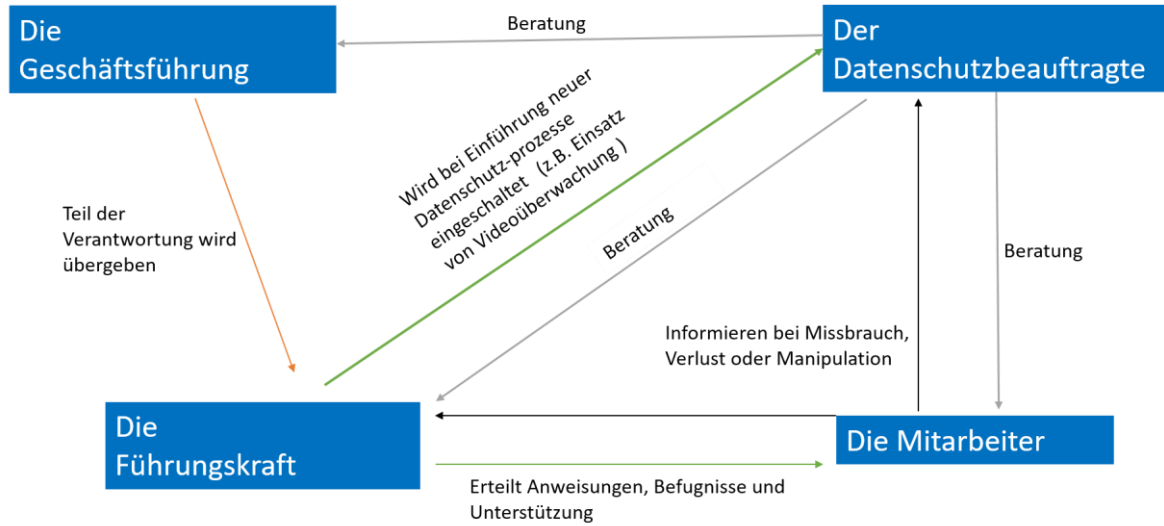 Die
Geschäftsführung
Beratung
Der
Datenschutzbeauftragte
Wird bei Einführung neuer
Datenschutz-prozesse
eingeschaltet (z.B. Einsatz
von Videoüberwachung )
Teil der
Verantwortung wird
übergeben
Beratung
Beratung
Informieren bei Missbrauch,
Verlust oder Manipulation
Die
Führungskraft
Die Mitarbeiter
Erteilt Anweisungen, Befugnisse und
Unterstützung